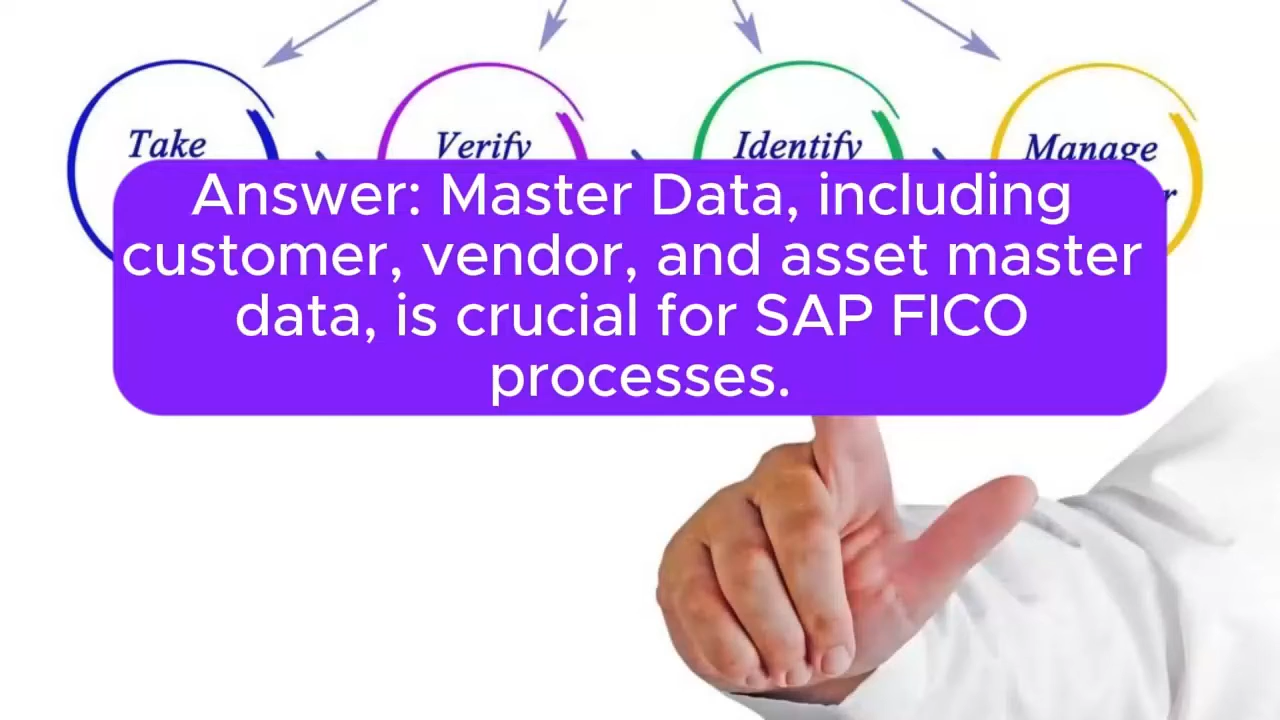 Take
Verify
Identify
Manage
Answer: Master Data, including
customer, vendor, and asset master
data, is crucial for SAP FICO
processes.